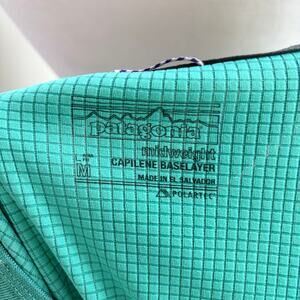 patagonia
midweight
CAPILENE BASELAYER
M
MADE IN EL SALVADOR
POLARTEC